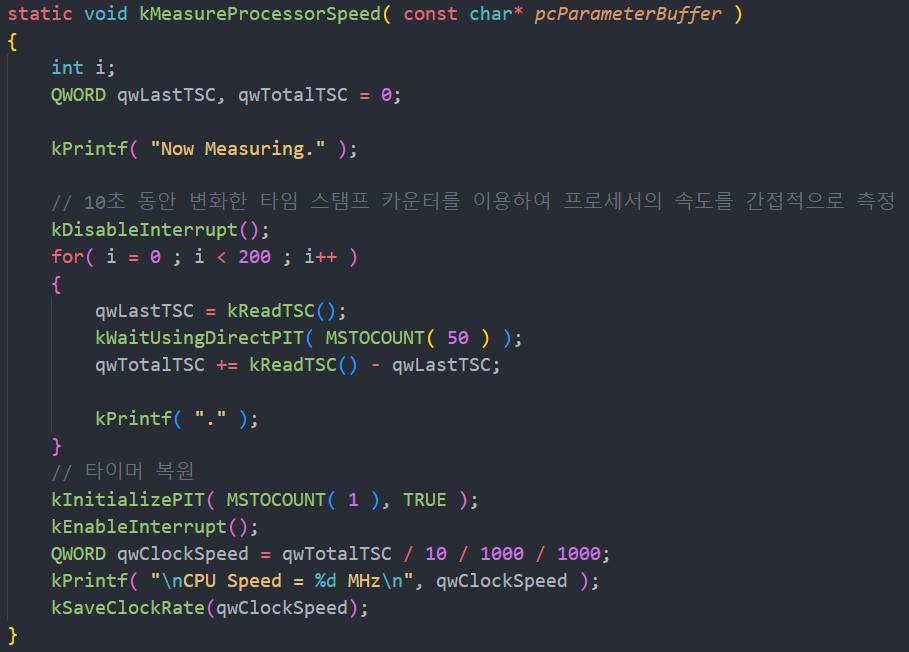 static void kMeasureProcessorSpeed( const char* pcParameterBuffer )
{
    int i;
    QWORD qwLastTSC, qwTotalTSC = 0;

    kPrintf( "Now Measuring." );

    // 10초 동안 변화한 타임 스탬프 카운터를 이용하여 프로세서의 속도를 간접적으로 측정
    kDisableInterrupt();
    for( i = 0 ; i < 200 ; i++ )
    {
        qwLastTSC = kReadTSC();
        kWaitUsingDirectPIT( MSTOCOUNT( 50 ) );
        qwTotalTSC += kReadTSC() - qwLastTSC;

        kPrintf( "." );
    }
    // 타이머 복원
    kInitializePIT( MSTOCOUNT( 1 ), TRUE );
    kEnableInterrupt();
    QWORD qwClockSpeed = qwTotalTSC / 10 / 1000 / 1000;
    kPrintf( "\nCPU Speed = %d MHz\n", qwClockSpeed );
    kSaveClockRate(qwClockSpeed);
}